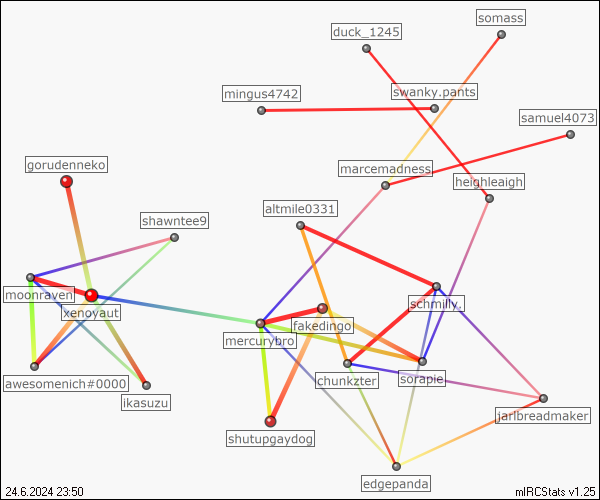 somass
duck_1245
swanky.pants
mingus4742
samuel4073
gorudenneko
marcemadness
heighleaigh
altmile0331
shawntee9
moonraven
schmilly.
xenoyaut
fakedingo
mercurybro
awesomenich#0000
chunkzter
sorapie.
ikasuzu
jarlbreadmaker
shutupgaydog
edgepanda
24.6.2024 23:50
mIRCStats v1.25